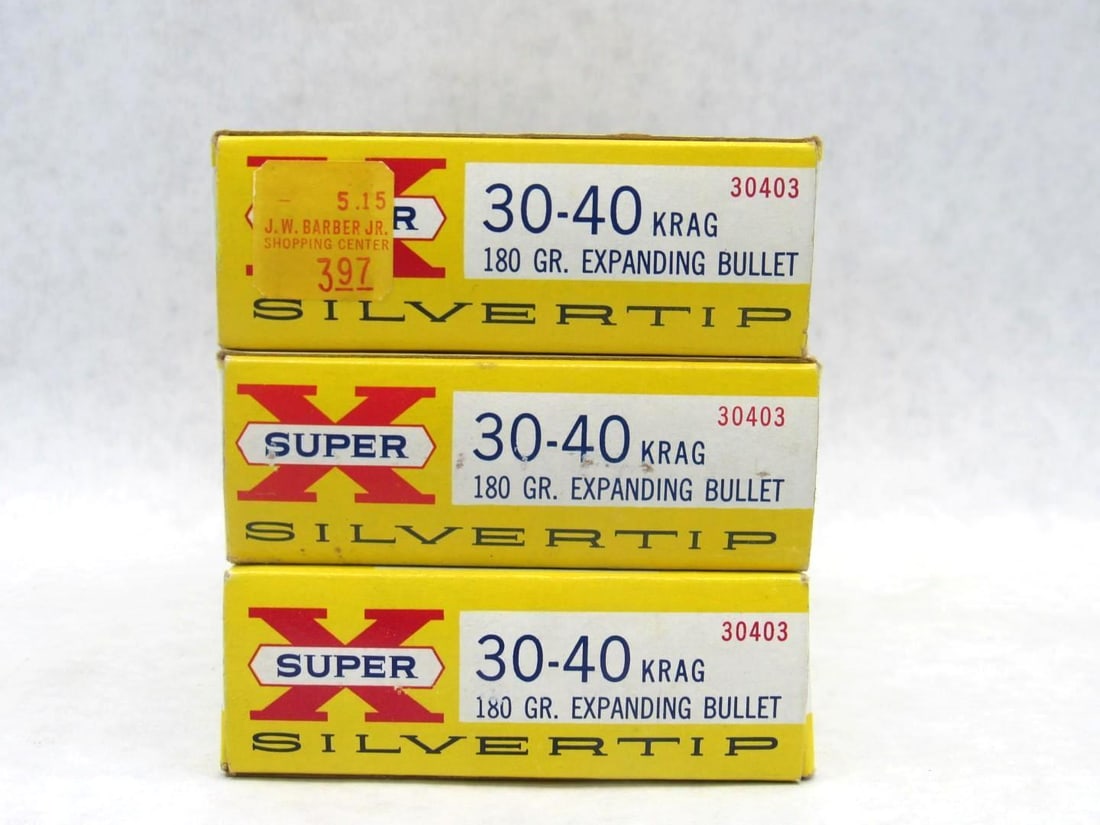 30403
5.15
J.W. BARBER JR.
SHOPPING CENTER
397
R
30-40 KRAG
180 GR. EXPANDING BULLET
SILVERTIP
30403
SUPER
X
30-40 KRAG
180 GR. EXPANDING BULLET
SILVERTIP
30403
SUPER
X
30-40 KRAG
180 GR. EXPANDING BULLET
SILVERTIP